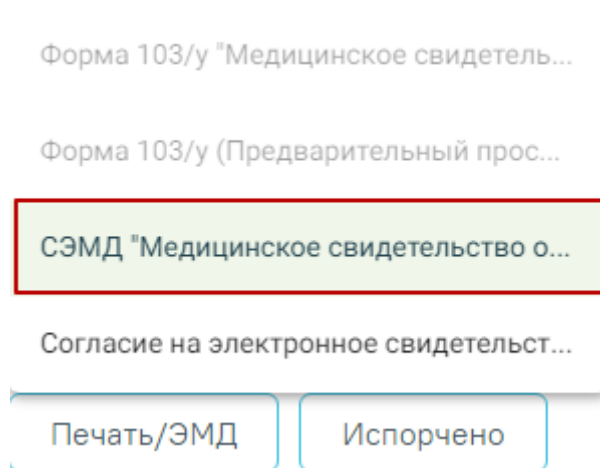 Форма 103/у "Медицинское свидетель...
Форма 103/у (Предварительный прос...
СЭМД "Медицинское свидетельство о...
Согласие на электронное свидетельст...
Печать/ЭМД Испорчено